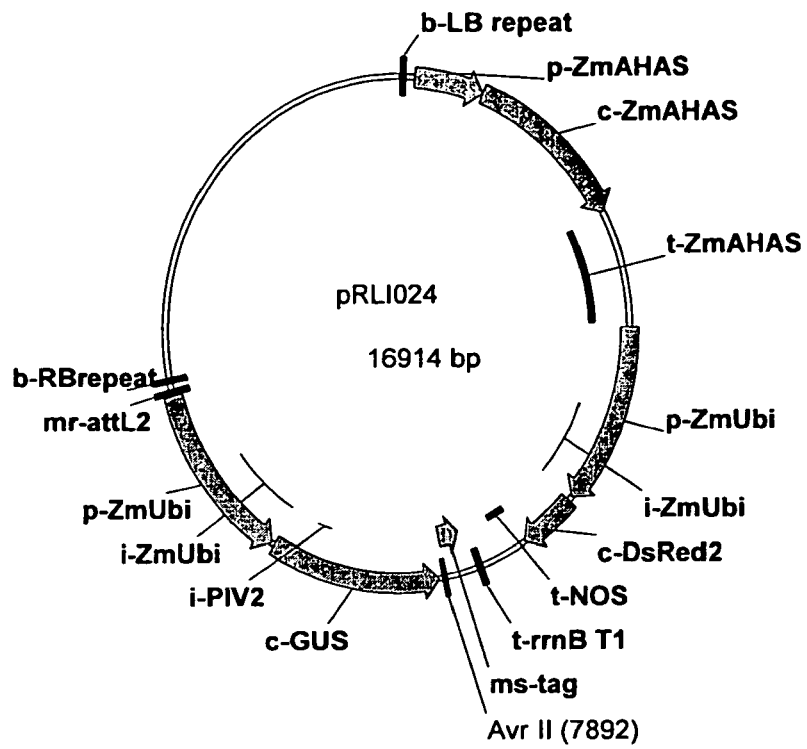 b-LB repeat
p-ZmAHAS
c-ZmAHAS
t-ZmAHAS
pRLI024
16914 bp
b-RBrepeat
mr-attL2
p-ZmUbi
p-ZmUbi
i-ZmUbi
i-ZmUbi
c-DsRed2
i-PIV2
t-NOS
c-GUS
t-rrnB T1
ms-tag
Avr II (7892)